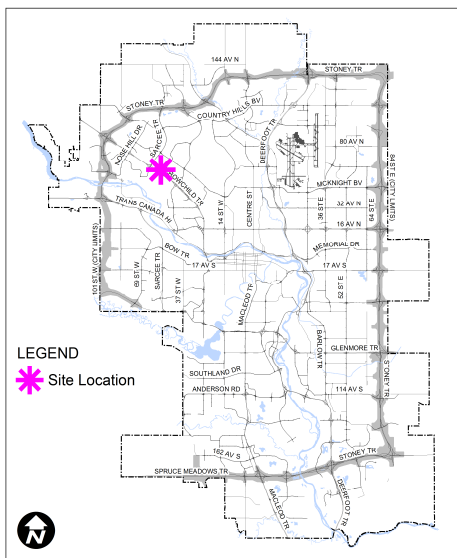 144 AV N
STONEY TR
STONEY TR
COUNTRY HILLS BV
SARCEE TR
NOSE HILL DR
DEERFOOT TR
80 AV N
SHAGANAPPI TR
MCKNIGHT BV
84 ST E (CITY LIMITS)
TRANS CANADA HI
14 ST W
CENTRE ST
36 ST E
32 AV N
64 ST E
16 AV N
101 ST W (CITY LIMITS)
BOW TR
MEMORIAL DR
17 AV S
17 AV S
69 ST W
SARCEE TR
37 ST W
MACLEOD TR
52 ST E
BARLOW TR
GLENMORE TR
LEGEND
Site Location
SOUTHLAND DR
STONEY TR
ANDERSON RD
114 AV S
162 AV S
STONEY TR
SPRUCE MEADOWS TR
MACLEOD TR
DEERFOOT TR
N